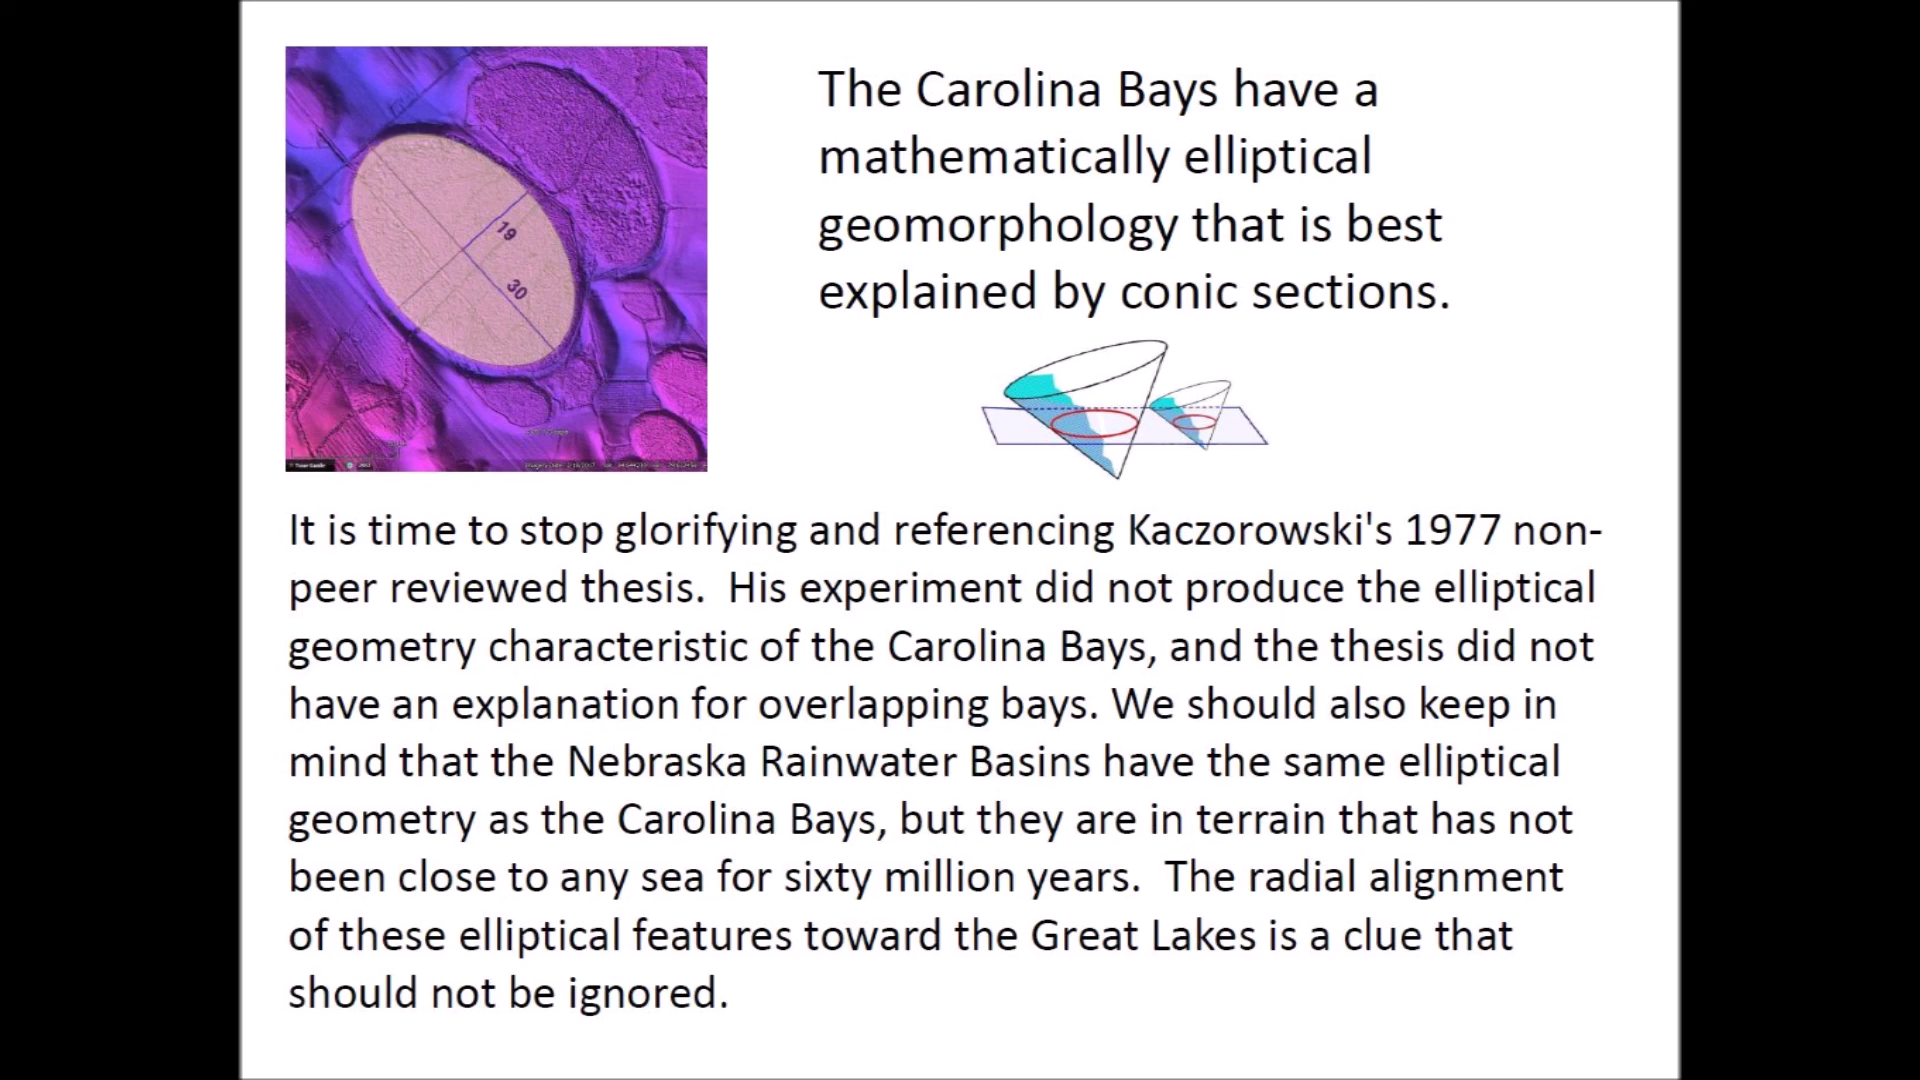 The Carolina Bays have a
mathematically elliptical
geomorphology that is best
explained by conic sections.
19
30
It is time to stop glorifying and referencing Kaczorowski's 1977 non-
peer reviewed thesis.  His experiment did not produce the elliptical
geometry characteristic of the Carolina Bays, and the thesis did not
have an explanation for overlapping bays. We should also keep in
mind that the Nebraska Rainwater Basins have the same elliptical
geometry as the Carolina Bays, but they are in terrain that has not
been close to any sea for sixty million years.  The radial alignment
of these elliptical features toward the Great Lakes is a clue that
should not be ignored.